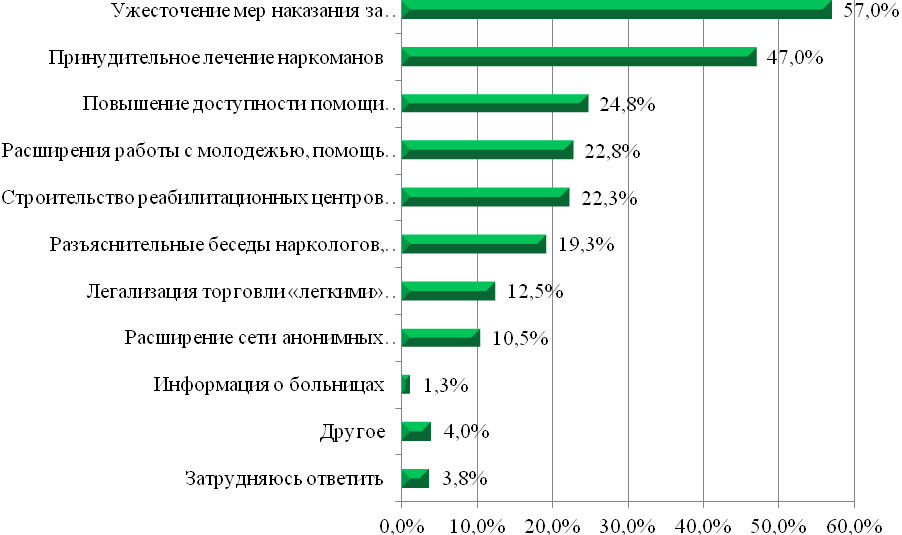 Ужесточение мер наказания за .. 57,0%
Принудительное лечение наркоманов 47,0%
Повышение доступности помощи .. 24,8%
Расширения работы с молодежью, помощь .. 22,8%
Строительство реабилитационных центров .. 22,3%
Разъяснительные беседы наркологов, .. 19,3%
Легализация торговли «легкими» .. 12,5%
Расширение сети анонимных .. 10,5%
Информация о больницах 1,3%
Другое 4,0%
Затрудняюсь ответить 3,8%
0,0% 10,0% 20,0% 30,0% 40,0% 50,0% 60,0%